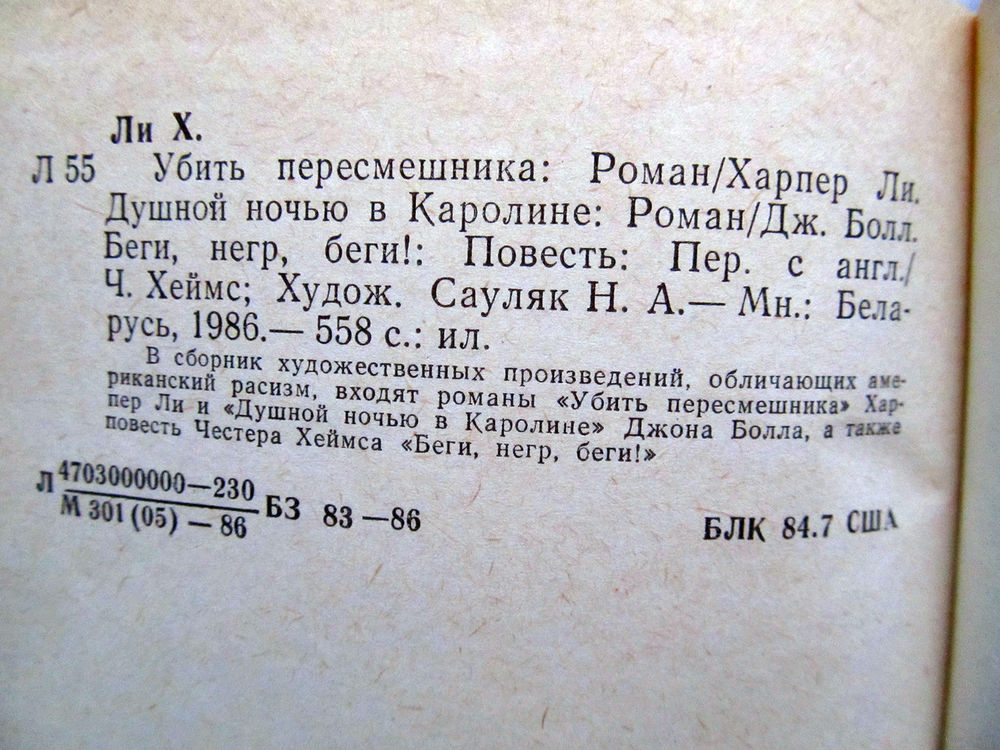 Ли Х.
Л 55 Убить пересмешника: Роман/Харпер Ли.
Душной ночью в Каролине: Роман/Дж. Болл.
Беги, негр, беги!: Повесть: Пер. с англ./
Ч. Хеймс; Худож. Сауляк Н. А.— Мн.: Бела-
русь, 1986.— 558 с.: ил.
В сборник художественных произведений, обличающих аме-
риканский расизм, входят романы «Убить пересмешника» Хар-
пер Ли и «Душной ночью в Каролине» Джона Болла, а также
повесть Честера Хеймса «Беги, негр, беги!»
Л 4703000000—230
М 301 (05) — 86 БЗ 83 —86
БЛК 84.7 США